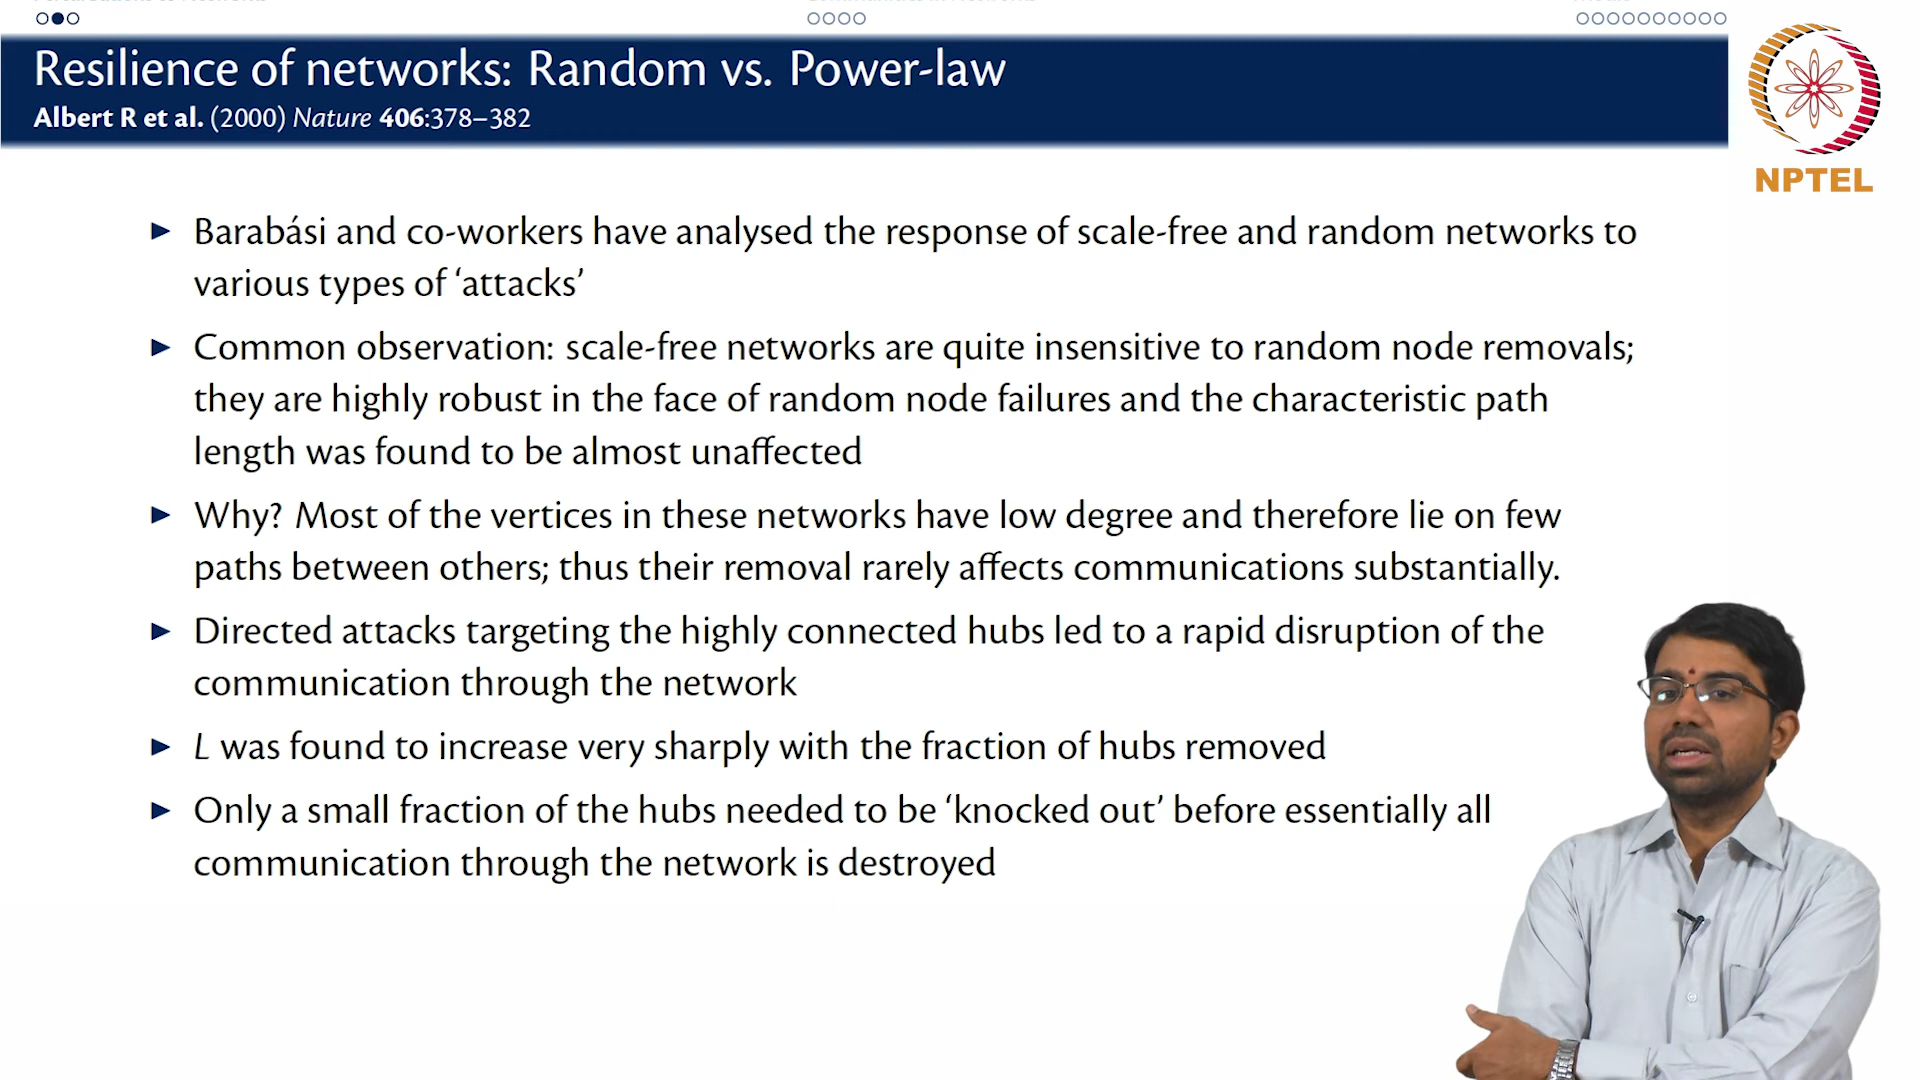 Resilience of networks: Random vs. Power-law
Albert R et al. (2000) Nature 406:378–382
NPTEL
Barabási and co-workers have analysed the response of scale-free and random networks to
various types of ‘attacks’
Common observation: scale-free networks are quite insensitive to random node removals;
they are highly robust in the face of random node failures and the characteristic path
length was found to be almost unaffected
Why? Most of the vertices in these networks have low degree and therefore lie on few
paths between others; thus their removal rarely affects communications substantially.
Directed attacks targeting the highly connected hubs led to a rapid disruption of the
communication through the network
L was found to increase very sharply with the fraction of hubs removed
Only a small fraction of the hubs needed to be ‘knocked out’ before essentially all
communication through the network is destroyed